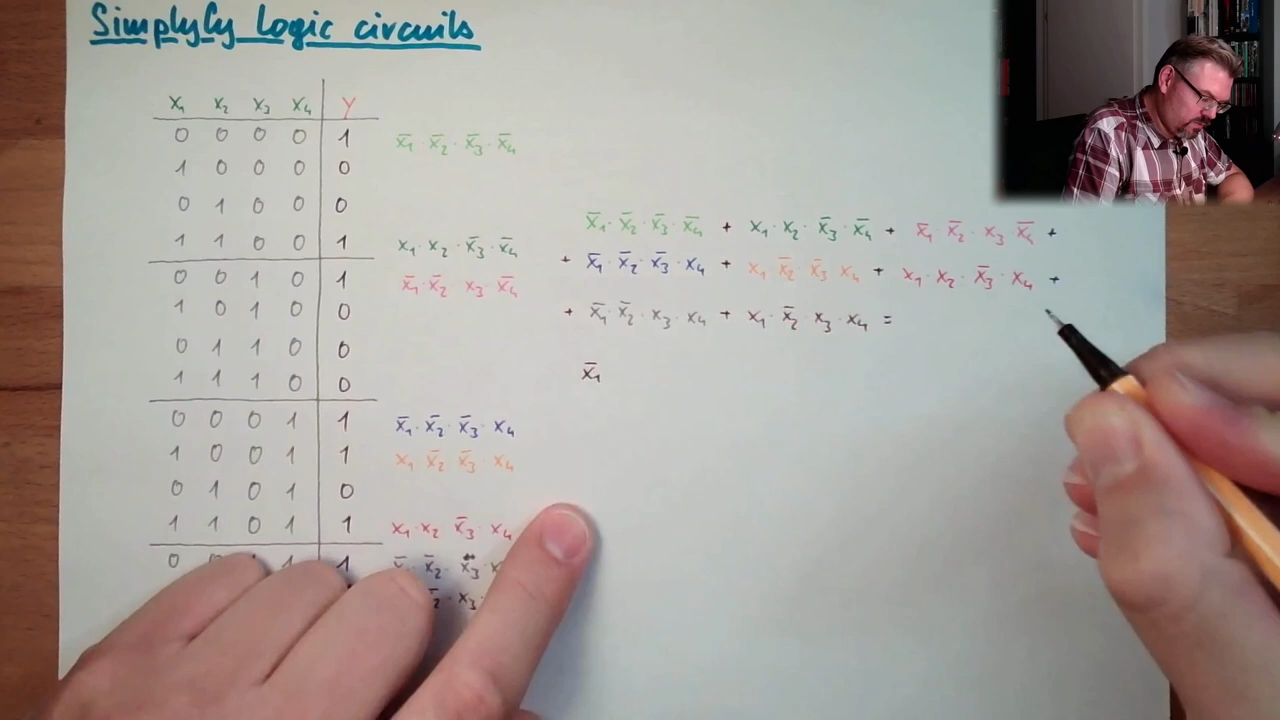 Simplyfy logic circuits
x₁ x₂ x₃ x₄ y
0 0 0 0 1 x̄₁ · x̄₂ · x̄₃ · x̄₄
1 0 0 0 0
0 1 0 0 0
1 1 0 0 1 x₁ · x₂ · x̄₃ · x̄₄
0 0 1 0 1 x̄₁ · x̄₂ x₃ · x̄₄
1 0 1 0 0
0 1 1 0 0
1 1 1 0 0
0 0 0 1 1 x̄₁ · x̄₂ · x̄₃ · x₄
1 0 0 1 1 x₁ x̄₂ x̄₃ · x₄
0 1 0 1 0
1 1 0 1 1 x₁ · x₂ x̄₃ · x₄
0 1 x̄₂ · x₃
x₃
x̄₁ · x̄₂ · x̄₃ · x̄₄ + x₁ · x₂ · x̄₃ · x̄₄ + x̄₁ · x̄₂ · x₃ x̄₄ +
+ x̄₁ · x̄₂ · x̄₃ · x₄ + x₁ x̄₂ · x̄₃ x₄ + x₁ · x₂ · x̄₃ · x₄ +
+ x̄₁ · x̄₂ · x₃ · x₄ + x₁ · x̄₂ · x₃ · x₄ =
x̄₁